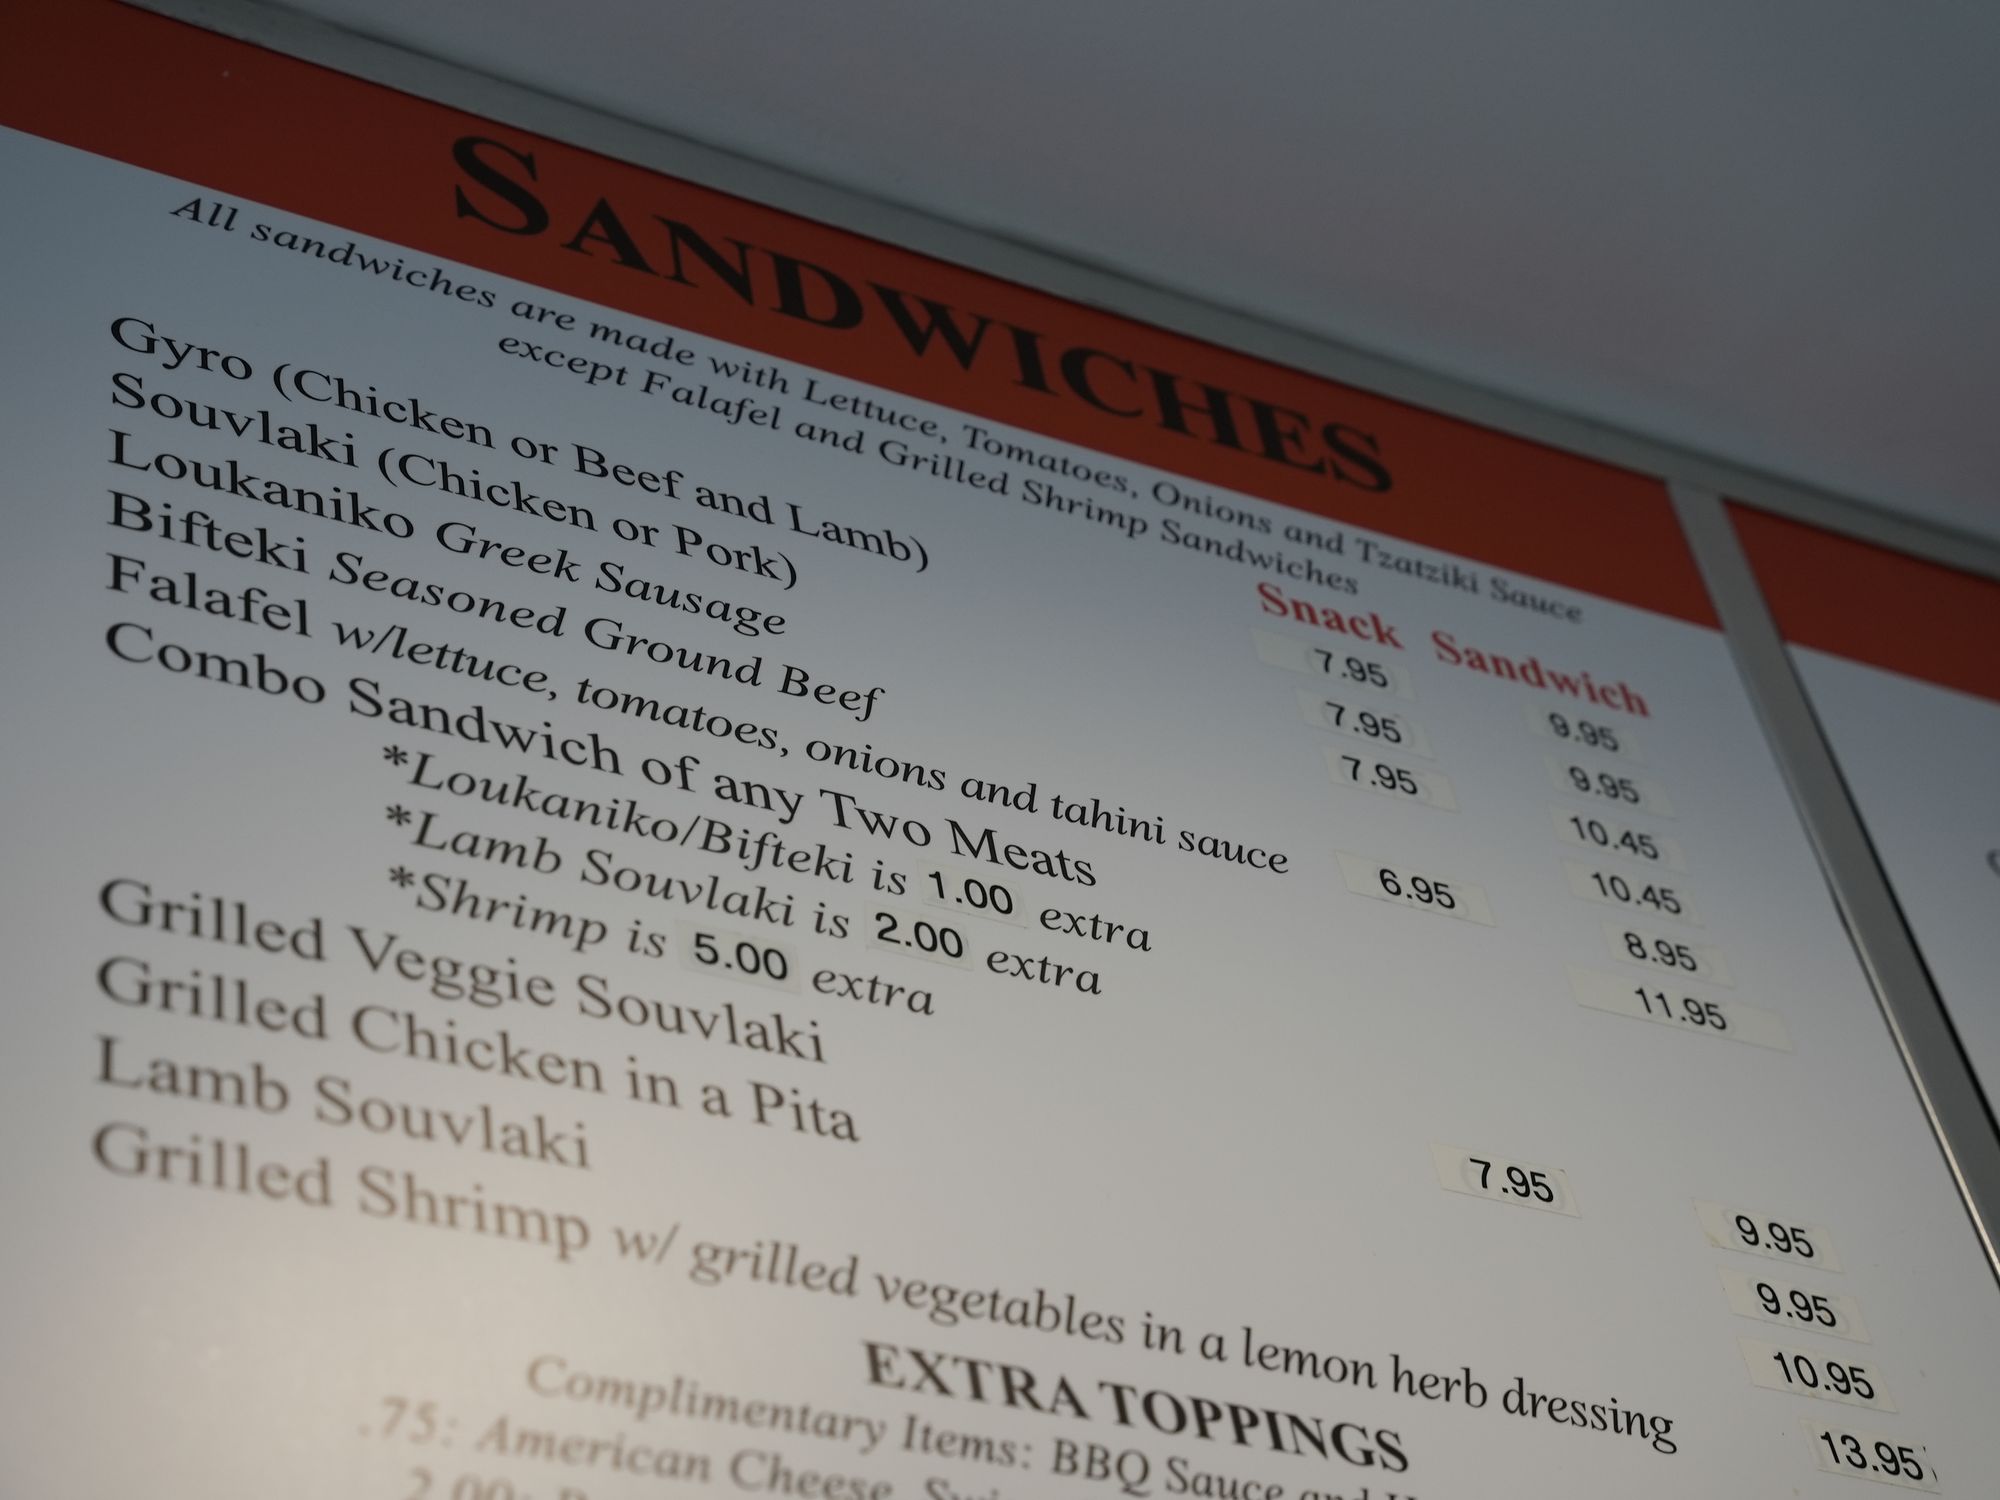 SANDWICHES
All sandwiches are made with Lettuce, Tomatoes, Onions and Tzatziki Sauce
except Falafel and Grilled Shrimp Sandwiches
Snack Sandwich
Gyro (Chicken or Beef and Lamb) 7.95 9.95
Souvlaki (Chicken or Pork) 7.95 9.95
Loukaniko Greek Sausage 7.95 10.45
Bifteki Seasoned Ground Beef 10.45
Falafel w/lettuce, tomatoes, onions and tahini sauce 6.95 8.95
Combo Sandwich of any Two Meats 11.95
*Loukaniko/Bifteki is 1.00 extra
*Lamb Souvlaki is 2.00 extra
*Shrimp is 5.00 extra
Grilled Veggie Souvlaki 7.95 9.95
Grilled Chicken in a Pita 9.95
Lamb Souvlaki 10.95
Grilled Shrimp w/ grilled vegetables in a lemon herb dressing 13.95
EXTRA TOPPINGS
Complimentary Items: BBQ Sauce and
.75: American Cheese,
2.00: